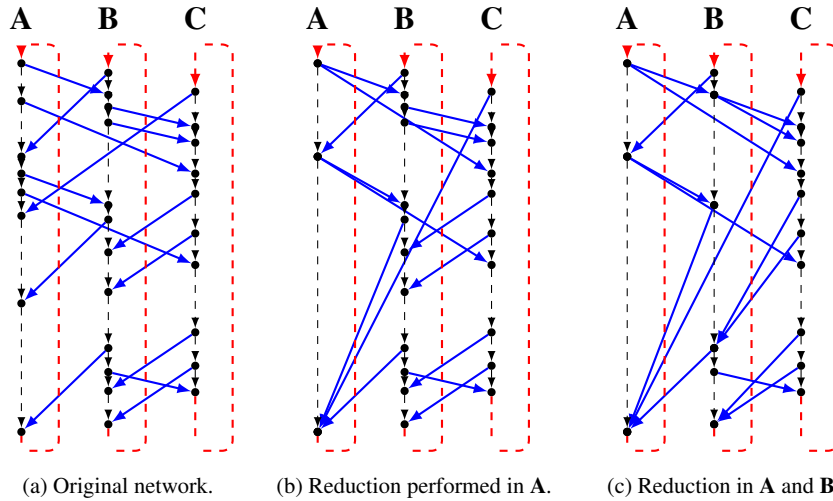 A B C A B C A B C
(a) Original network. (b) Reduction performed in A. (c) Reduction in A and B